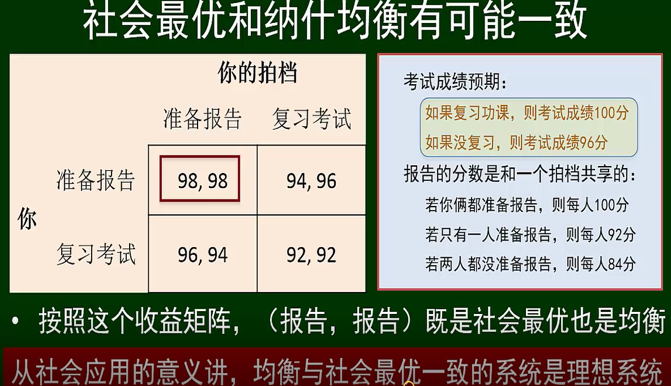 社会最优和纳什均衡有可能一致
你的拍档
准备报告 复习考试
你
准备报告 98, 98 94, 96
复习考试 96, 94 92, 92
考试成绩预期：
如果复习功课，则考试成绩100分
如果没复习，则考试成绩96分
报告的分数是和一个拍档共享的：
若你俩都准备报告，则每人100分
若只有一人准备报告，则每人92分
若两人都没准备报告，则每人84分
• 按照这个收益矩阵，（报告，报告）既是社会最优也是均衡
从社会应用的意义讲，均衡与社会最优一致的系统是理想系统